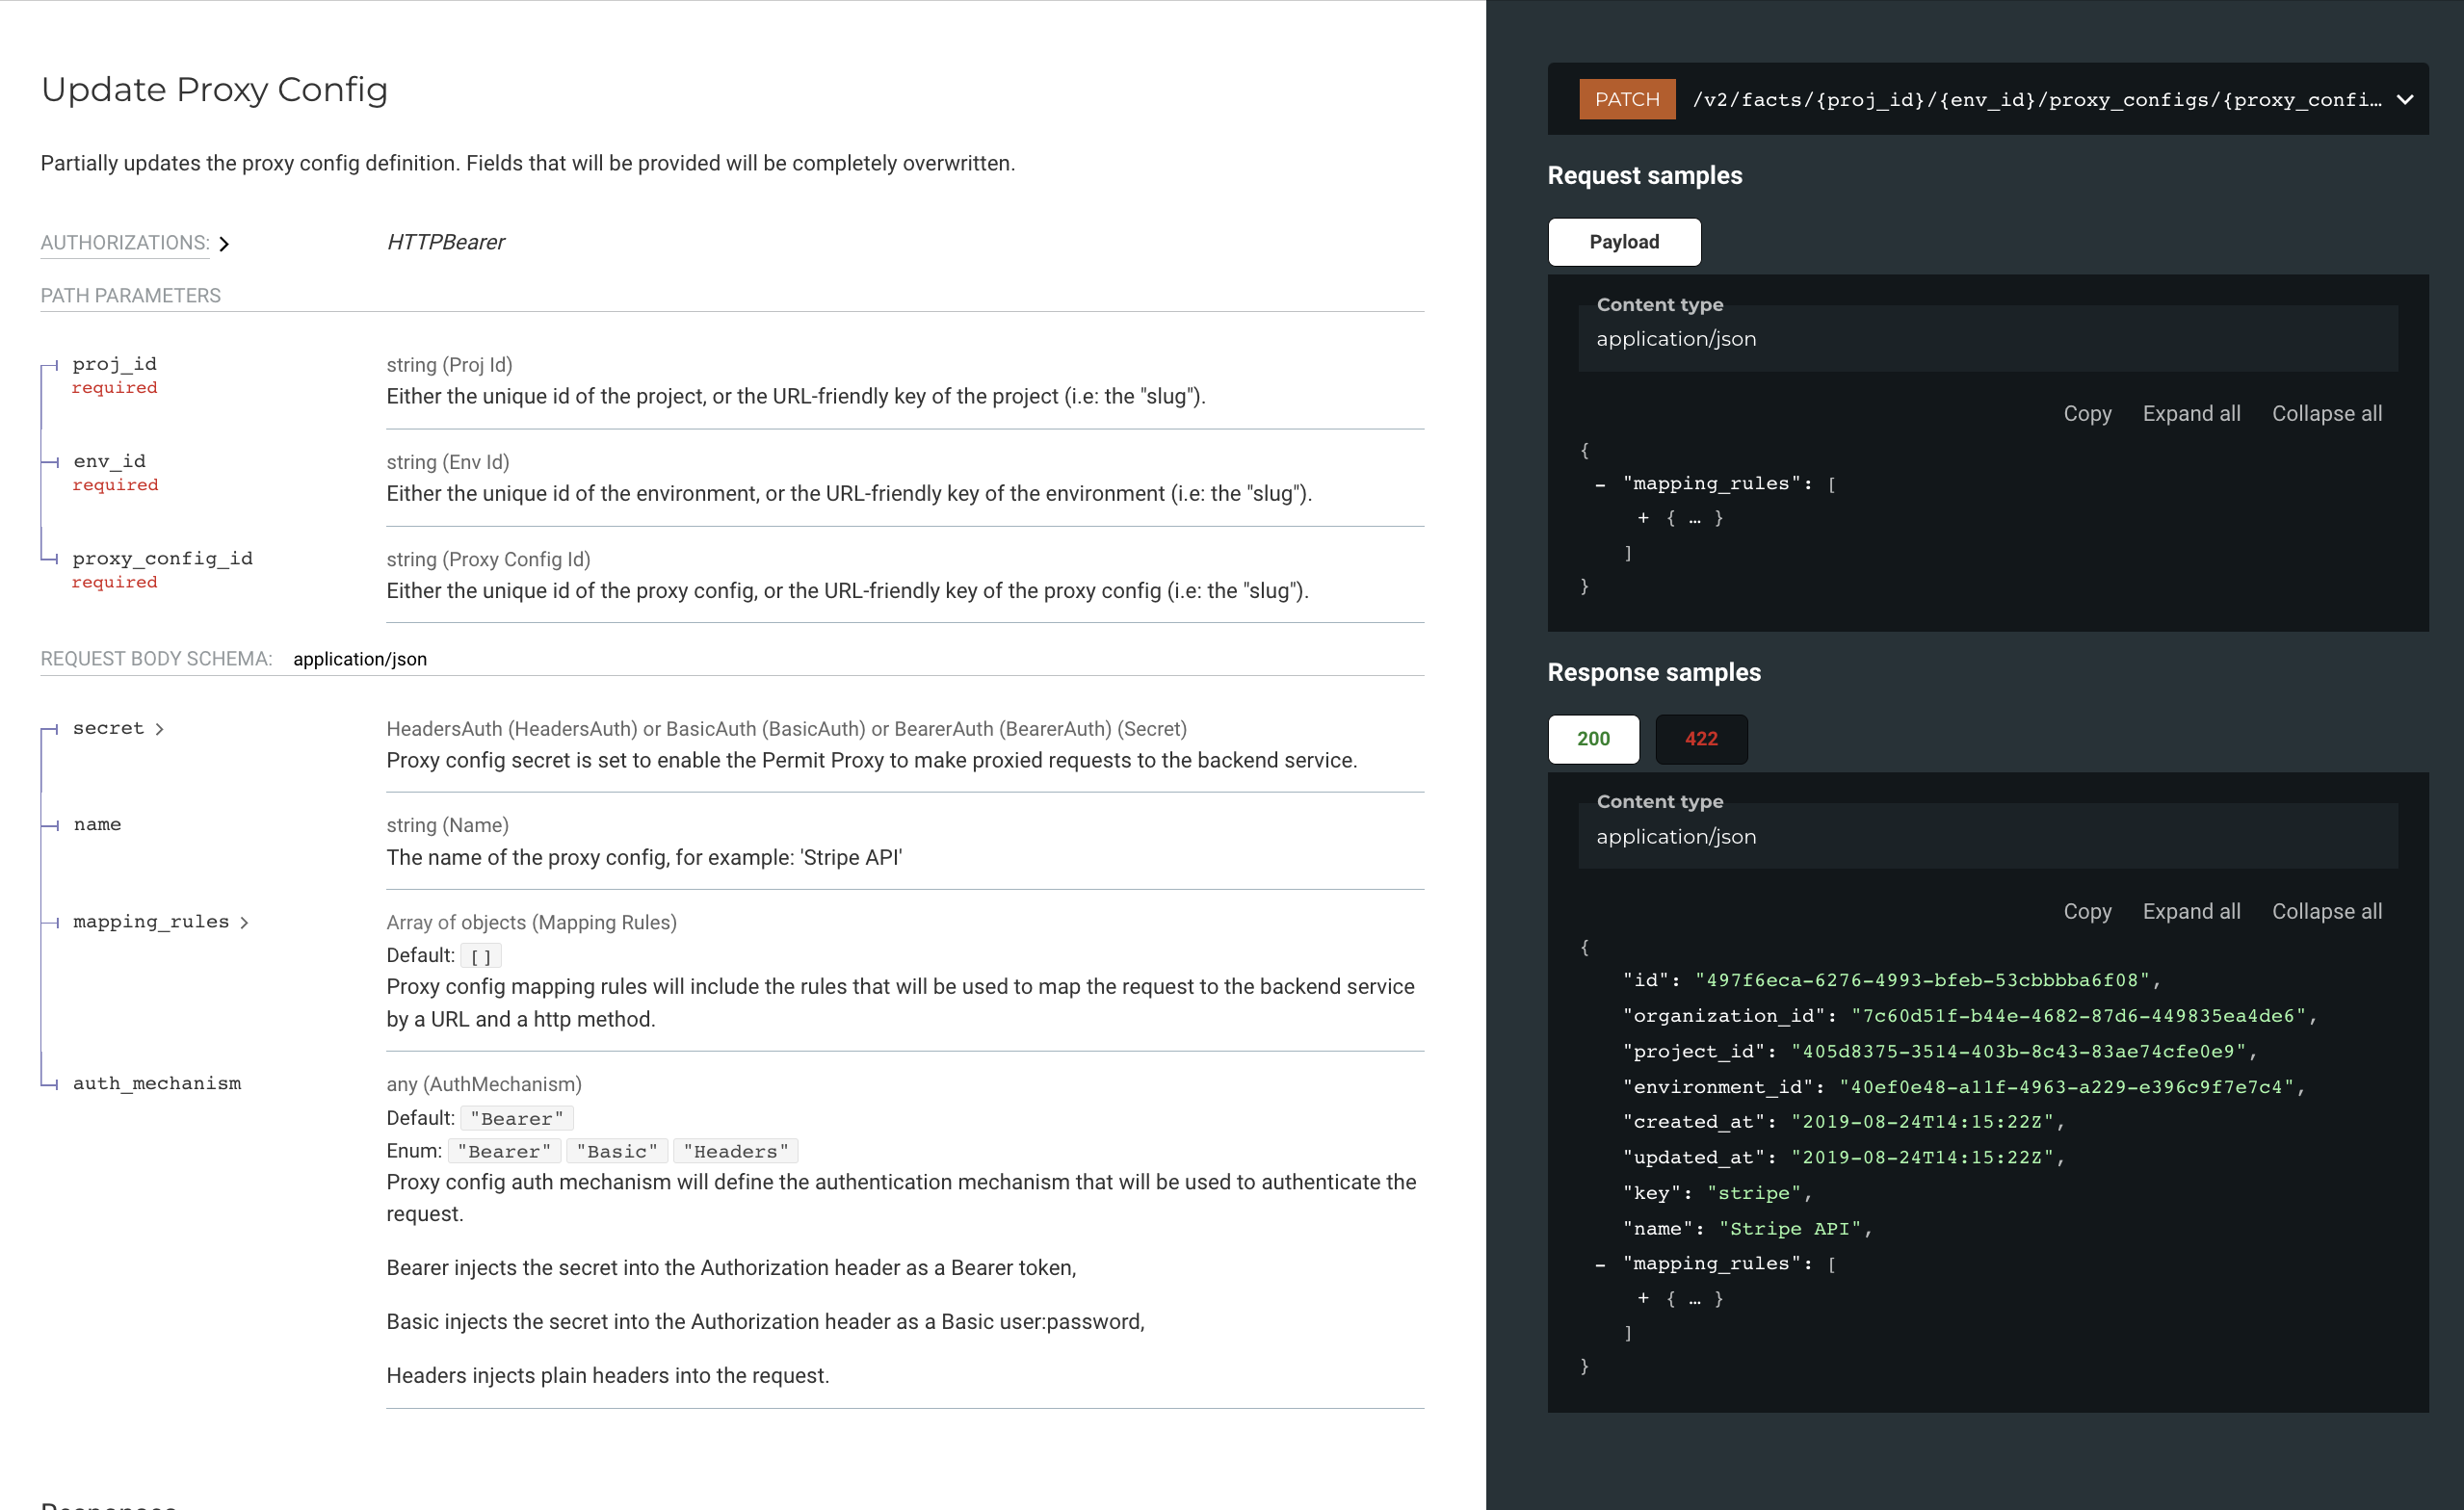 Update Proxy Config
Partially updates the proxy config definition. Fields that will be provided will be completely overwritten.
AUTHORIZATIONS: HTTPBearer
PATH PARAMETERS
proj_id
required
string (Proj Id)
Either the unique id of the project, or the URL-friendly key of the project (i.e: the "slug").
env_id
required
string (Env Id)
Either the unique id of the environment, or the URL-friendly key of the environment (i.e: the "slug").
proxy_config_id
required
string (Proxy Config Id)
Either the unique id of the proxy config, or the URL-friendly key of the proxy config (i.e: the "slug").
REQUEST BODY SCHEMA: application/json
secret
HeadersAuth (HeadersAuth) or BasicAuth (BasicAuth) or BearerAuth (BearerAuth) (Secret)
Proxy config secret is set to enable the Permit Proxy to make proxied requests to the backend service.
name
string (Name)
The name of the proxy config, for example: 'Stripe API'
mapping_rules
Array of objects (Mapping Rules)
Default: []
Proxy config mapping rules will include the rules that will be used to map the request to the backend service
by a URL and a http method.
auth_mechanism
any (AuthMechanism)
Default: "Bearer"
Enum: "Bearer" "Basic" "Headers"
Proxy config auth mechanism will define the authentication mechanism that will be used to authenticate the
request.
Bearer injects the secret into the Authorization header as a Bearer token,
Basic injects the secret into the Authorization header as a Basic user:password,
Headers injects plain headers into the request.
PATCH /v2/facts/{proj_id}/{env_id}/proxy_configs/{proxy_confi…
Request samples
Payload
Content type
application/json
Copy Expand all Collapse all
{
- "mapping_rules": [
+ { … }
]
}
Response samples
200 422
Content type
application/json
Copy Expand all Collapse all
{
"id": "497f6eca-6276-4993-bfeb-53cbbbba6f08",
"organization_id": "7c60d51f-b44e-4682-87d6-449835ea4de6",
"project_id": "405d8375-3514-403b-8c43-83ae74cfe0e9",
"environment_id": "40ef0e48-a11f-4963-a229-e396c9f7e7c4",
"created_at": "2019-08-24T14:15:22Z",
"updated_at": "2019-08-24T14:15:22Z",
"key": "stripe",
"name": "Stripe API",
- "mapping_rules": [
+ { … }
]
}